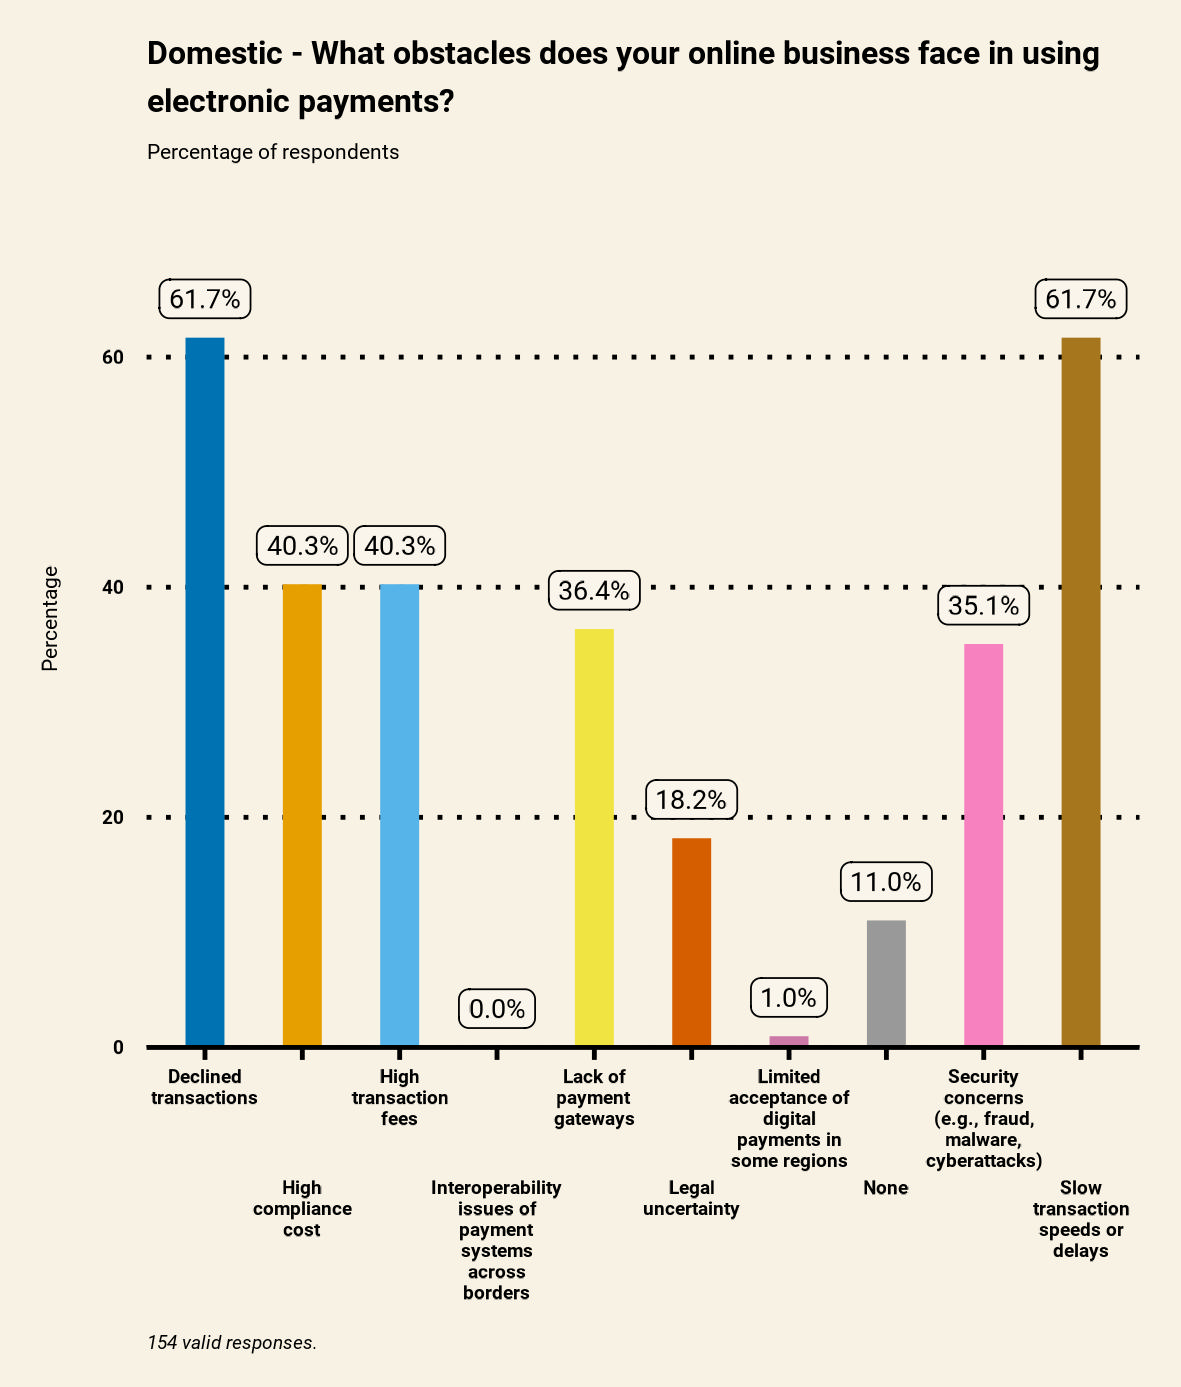 Domestic - What obstacles does your online business face in using
electronic payments?
Percentage of respondents
61.7%
61.7%
60
40.3%
40.3%
36.4%
40
35.1%
Percentage
18.2%
20
11.0%
1.0%
0.0%
0
Declined
transactions
High
transaction
fees
Lack of
payment
gateways
Limited
acceptance of
digital
payments in
some regions
Security
concerns
(e.g., fraud,
malware,
cyberattacks)
High
compliance
cost
Interoperability
issues of
payment
systems
across
borders
Legal
uncertainty
None
Slow
transaction
speeds or
delays
154 valid responses.